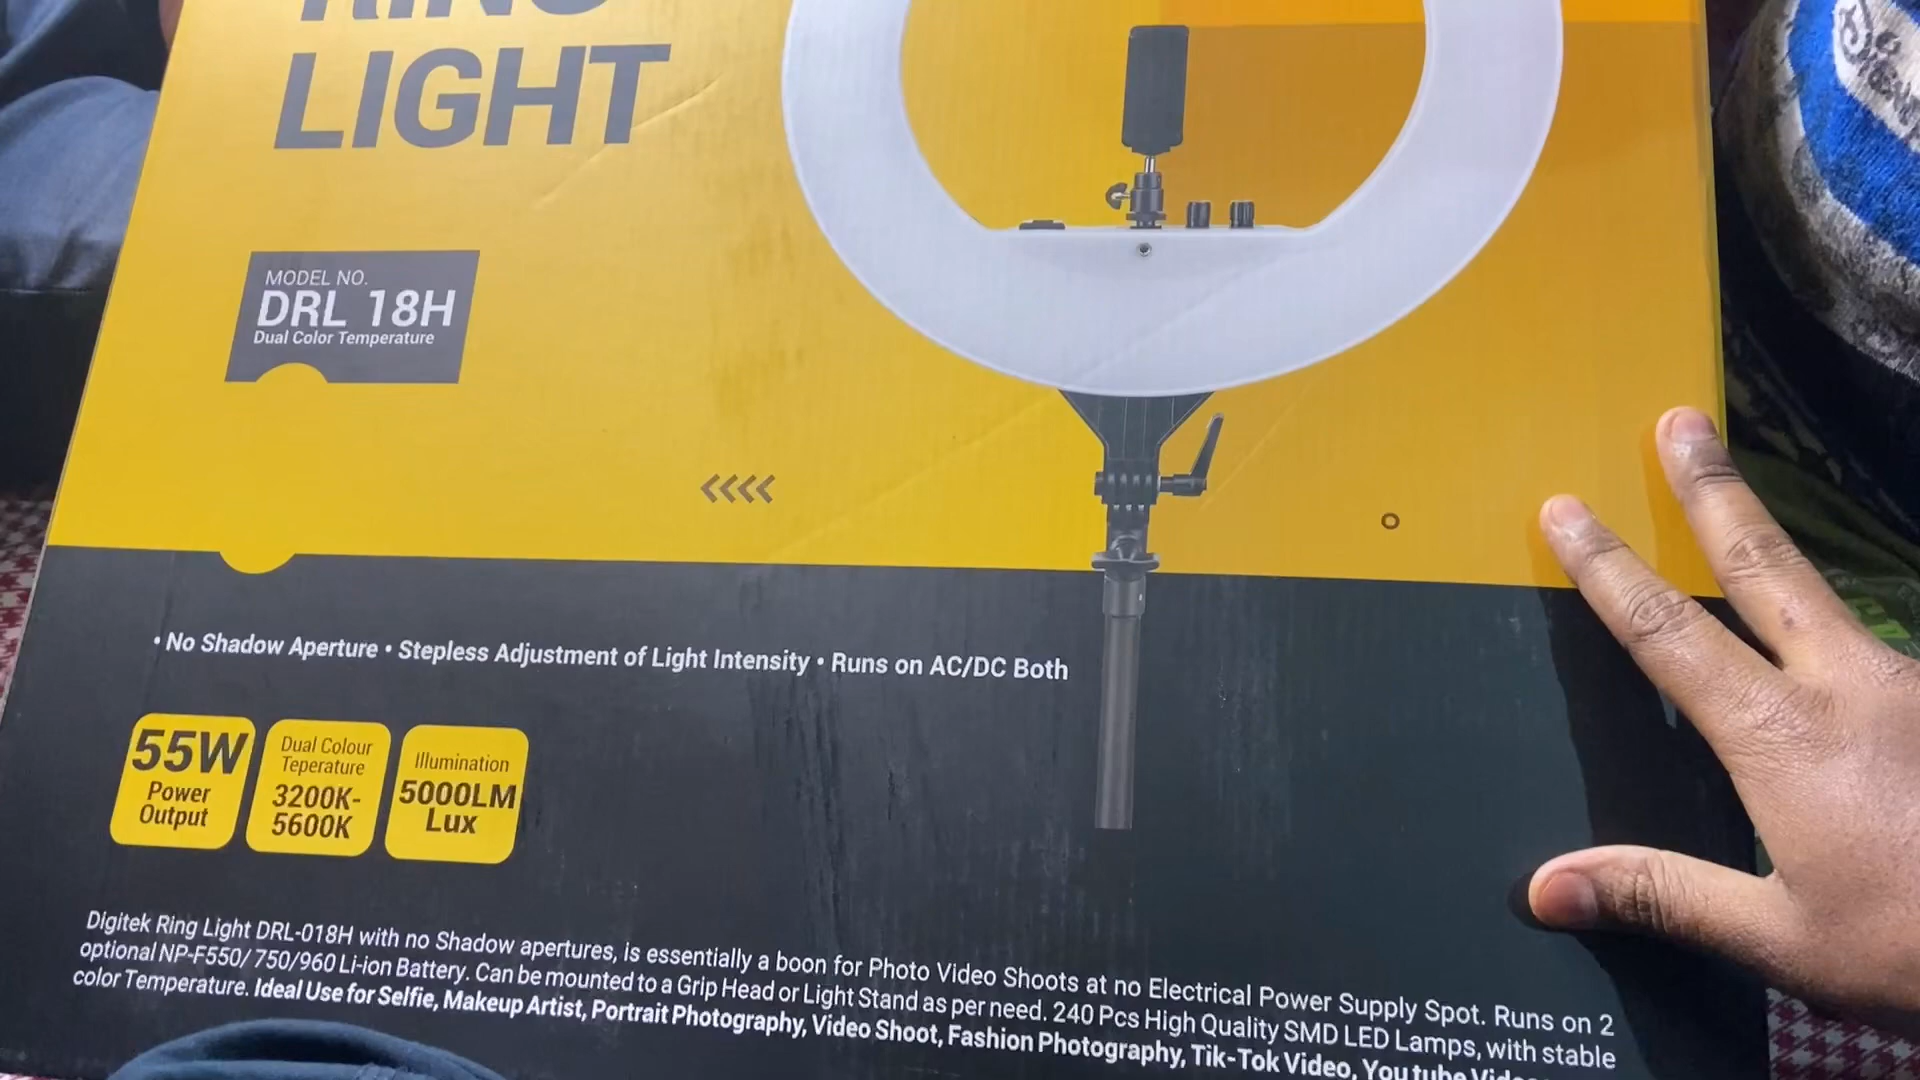 RING
LIGHT
MODEL NO.
DRL 18H
Dual Color Temperature
• No Shadow Aperture • Stepless Adjustment of Light Intensity • Runs on AC/DC Both
55W
Power
Output
Dual Colour
Teperature
3200K-
5600K
Illumination
5000LM
Lux
Digitek Ring Light DRL-018H with no Shadow apertures, is essentially a boon for Photo Video Shoots at no Electrical Power Supply Spot. Runs on 2
optional NP-F550/ 750/960 Li-ion Battery. Can be mounted to a Grip Head or Light Stand as per need. 240 Pcs High Quality SMD LED Lamps, with stable
color Temperature. Ideal Use for Selfie, Makeup Artist, Portrait Photography, Video Shoot, Fashion Photography, Tik-Tok Video, You tube